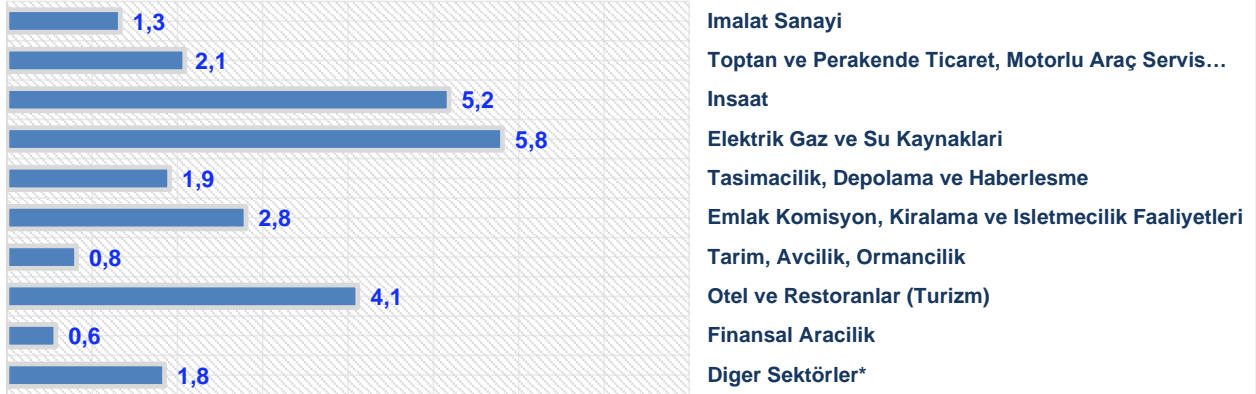 1,3 Imalat Sanayi
2,1 Toptan ve Perakende Ticaret, Motorlu Araç Servis…
5,2 Insaat
5,8 Elektrik Gaz ve Su Kaynaklari
1,9 Tasimacilik, Depolama ve Haberlesme
2,8 Emlak Komisyon, Kiralama ve Isletmecilik Faaliyetleri
0,8 Tarim, Avcilik, Ormancilik
4,1 Otel ve Restoranlar (Turizm)
0,6 Finansal Aracilik
1,8 Diger Sektörler*